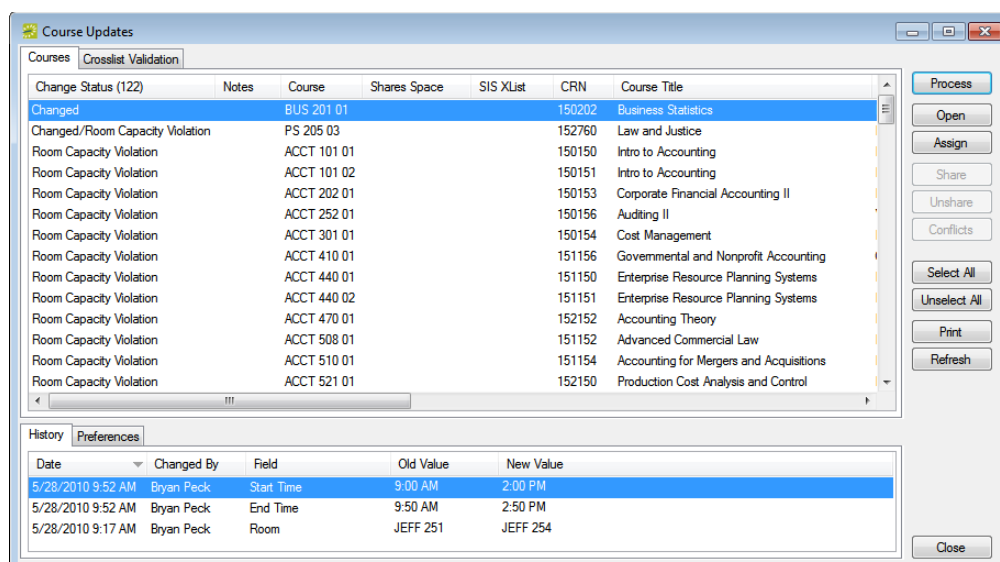 Course Updates
Courses Crosslist Validation
Change Status (122) Notes Course Shares Space SIS XList CRN Course Title
Changed BUS 201 01 150202 Business Statistics
Changed/Room Capacity Violation PS 205 03 152760 Law and Justice
Room Capacity Violation ACCT 101 01 150150 Intro to Accounting
Room Capacity Violation ACCT 101 02 150151 Intro to Accounting
Room Capacity Violation ACCT 202 01 150153 Corporate Financial Accounting II
Room Capacity Violation ACCT 252 01 150156 Auditing II
Room Capacity Violation ACCT 301 01 150154 Cost Management
Room Capacity Violation ACCT 410 01 151156 Governmental and Nonprofit Accounting
Room Capacity Violation ACCT 440 01 151150 Enterprise Resource Planning Systems
Room Capacity Violation ACCT 440 02 151151 Enterprise Resource Planning Systems
Room Capacity Violation ACCT 470 01 152152 Accounting Theory
Room Capacity Violation ACCT 508 01 151152 Advanced Commercial Law
Room Capacity Violation ACCT 510 01 151154 Accounting for Mergers and Acquisitions
Room Capacity Violation ACCT 521 01 152150 Production Cost Analysis and Control
Process
Open
Assign
Share
Unshare
Conflicts
Select All
Unselect All
Print
Refresh
History Preferences
Date Changed By Field Old Value New Value
5/28/2010 9:52 AM Bryan Peck Start Time 9:00 AM 2:00 PM
5/28/2010 9:52 AM Bryan Peck End Time 9:50 AM 2:50 PM
5/28/2010 9:17 AM Bryan Peck Room JEFF 251 JEFF 254
Close